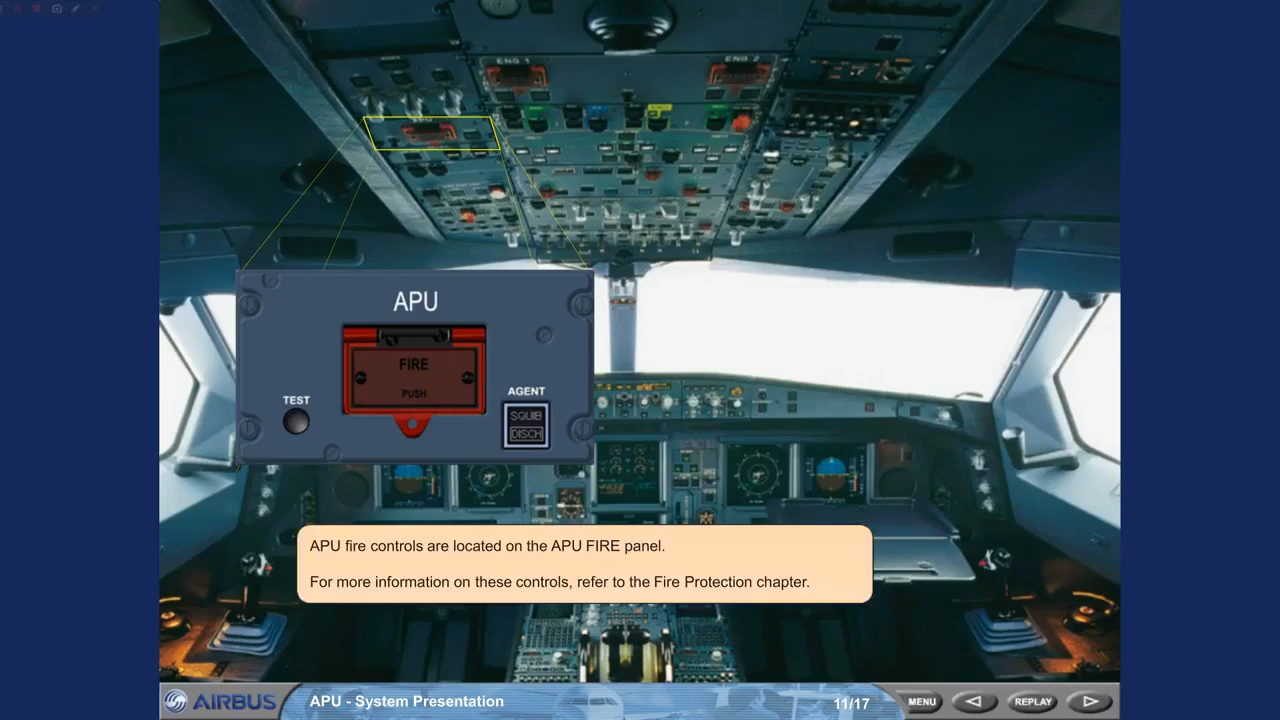 ENG 1
ENG 2
APU
FIRE
PUSH
TEST
AGENT
SQUIB
DISCH
APU fire controls are located on the APU FIRE panel.
For more information on these controls, refer to the Fire Protection chapter.
AIRBUS
APU - System Presentation
11/17
MENU
REPLAY